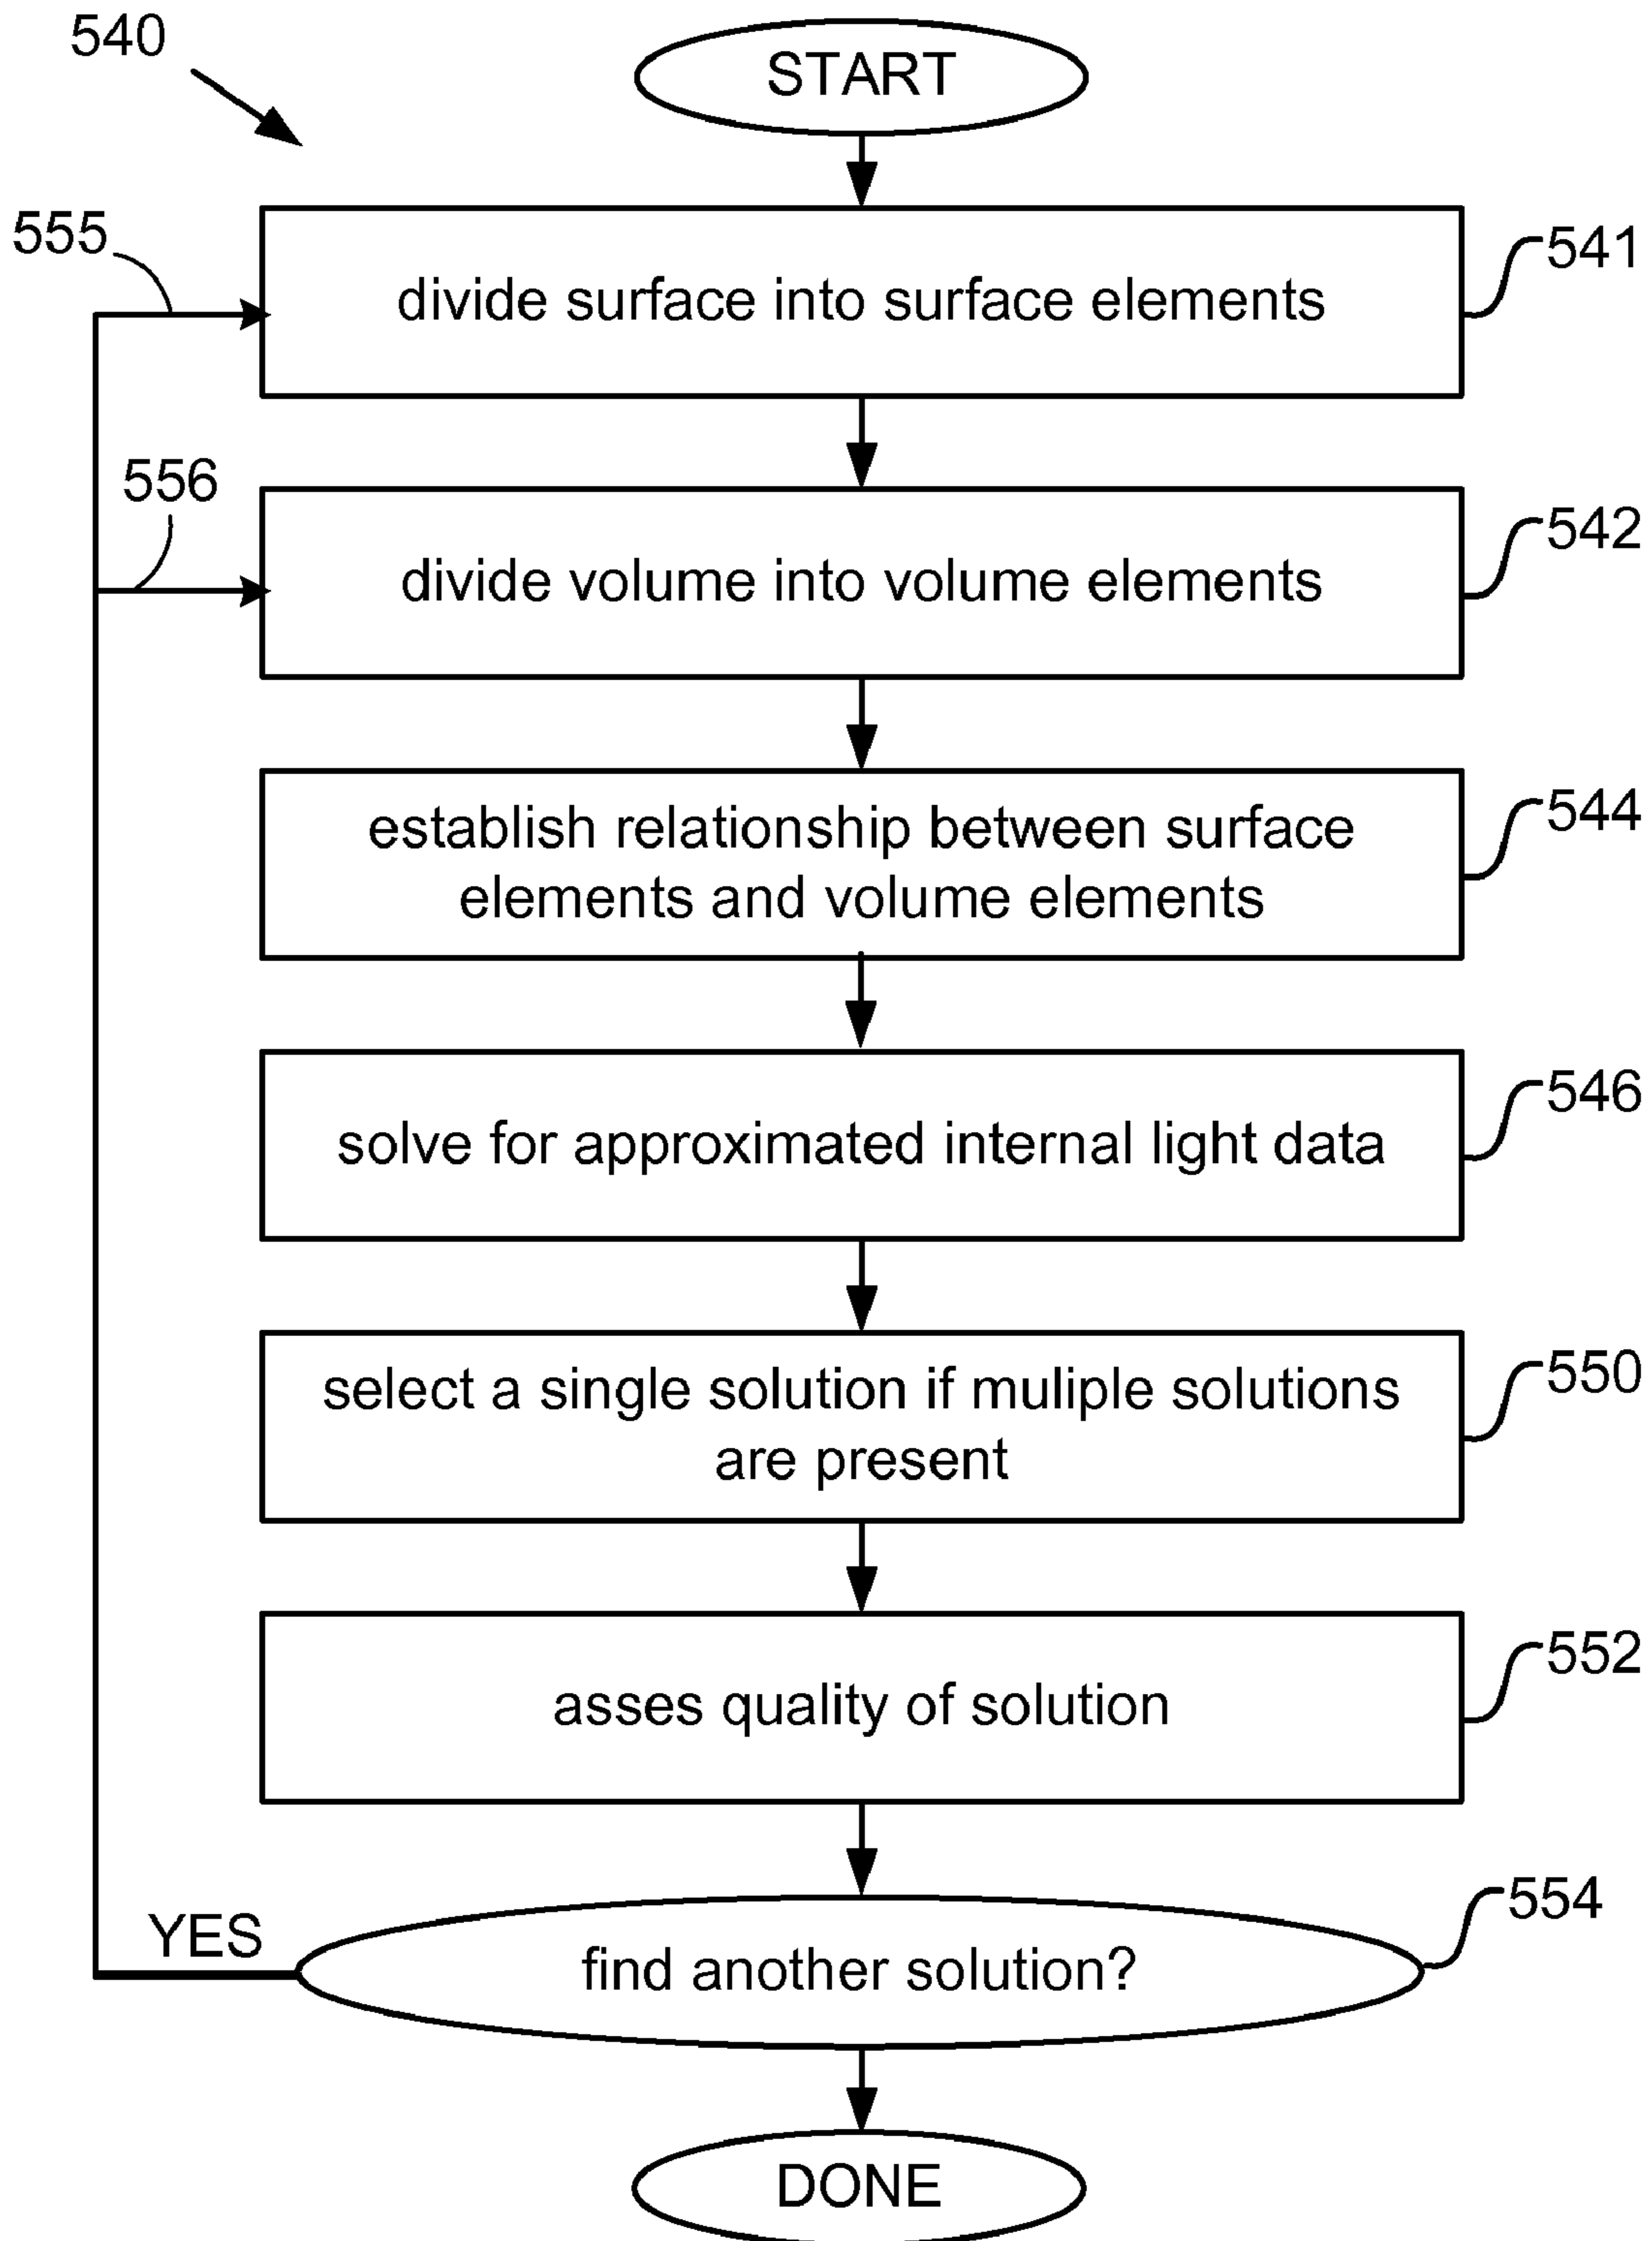 540
START
555
divide surface into surface elements
541
556
divide volume into volume elements
542
establish relationship between surface
elements and volume elements
544
solve for approximated internal light data
546
select a single solution if muliple solutions
are present
550
asses quality of solution
552
YES
find another solution?
554
DONE